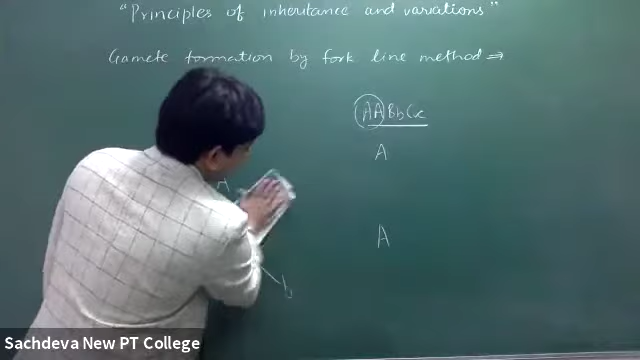 "Principles of inheritance and variations"
Gamete formation by fork line method ⇒
AABbCc
A
A
A
b
Sachdeva New PT College